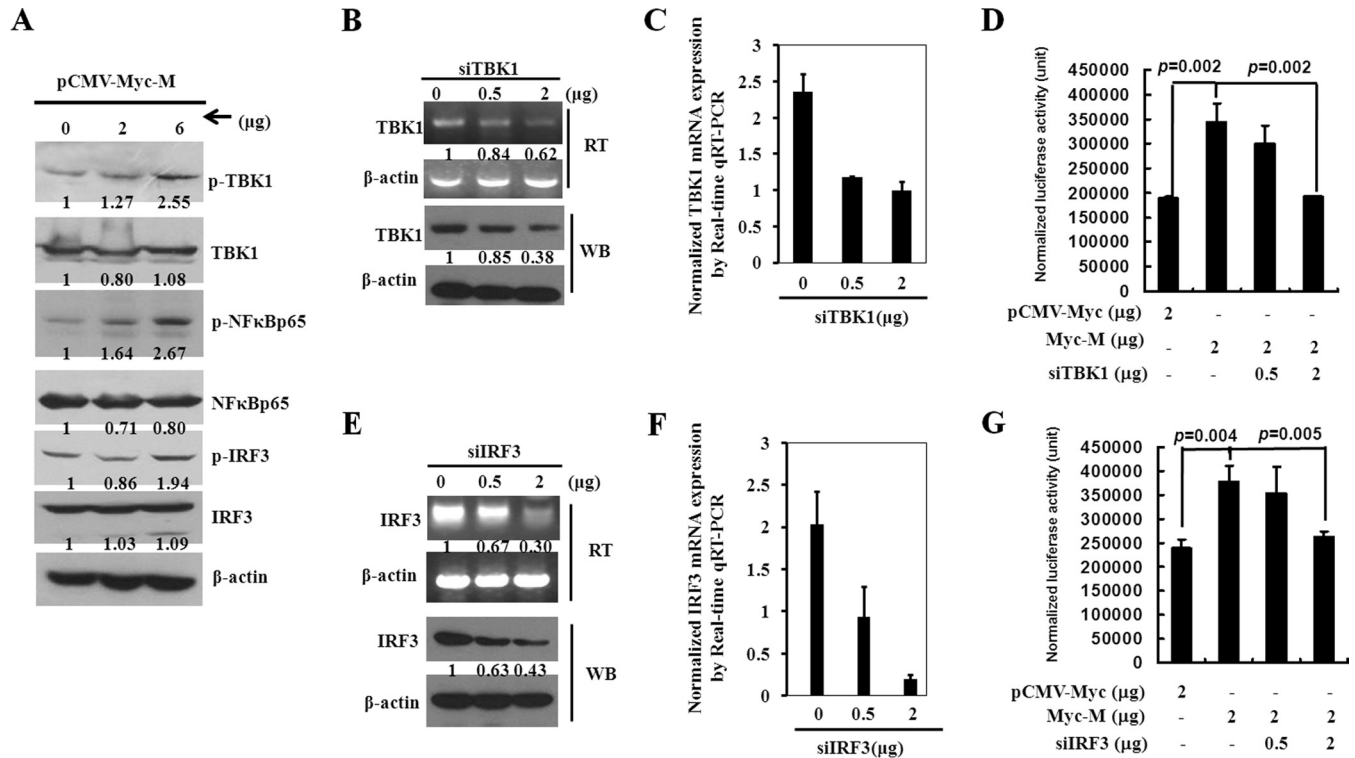 A
pCMV-Myc-M
0 2 6 (μg)
p-TBK1
1 1.27 2.55
TBK1
1 0.80 1.08
p-NFκBp65
1 1.64 2.67
NFκBp65
1 0.71 0.80
p-IRF3
1 0.86 1.94
IRF3
1 1.03 1.09
β-actin
B
siTBK1
0 0.5 2 (μg)
TBK1
1 0.84 0.62
RT
β-actin
TBK1
1 0.85 0.38
WB
β-actin
C
Normalized TBK1 mRNA expression
by Real-time qRT-PCR
3
2.5
2
1.5
1
0.5
0
0 0.5 2
siTBK1(μg)
D
Normalized luciferase activity (unit)
450000
400000
350000
300000
250000
200000
150000
100000
50000
0
p=0.002 p=0.002
pCMV-Myc (μg) 2 - - -
Myc-M (μg) - 2 2 2
siTBK1 (μg) - - 0.5 2
E
siIRF3
0 0.5 2 (μg)
IRF3
1 0.67 0.30
RT
β-actin
IRF3
1 0.63 0.43
WB
β-actin
F
Normalized IRF3 mRNA expression
by Real-time qRT-PCR
3
2.5
2
1.5
1
0.5
0
0 0.5 2
siIRF3(μg)
G
Normalized luciferase activity (unit)
450000
400000
350000
300000
250000
200000
150000
100000
50000
0
p=0.004 p=0.005
pCMV-Myc (μg) 2 - - -
Myc-M (μg) - 2 2 2
siIRF3 (μg) - - 0.5 2